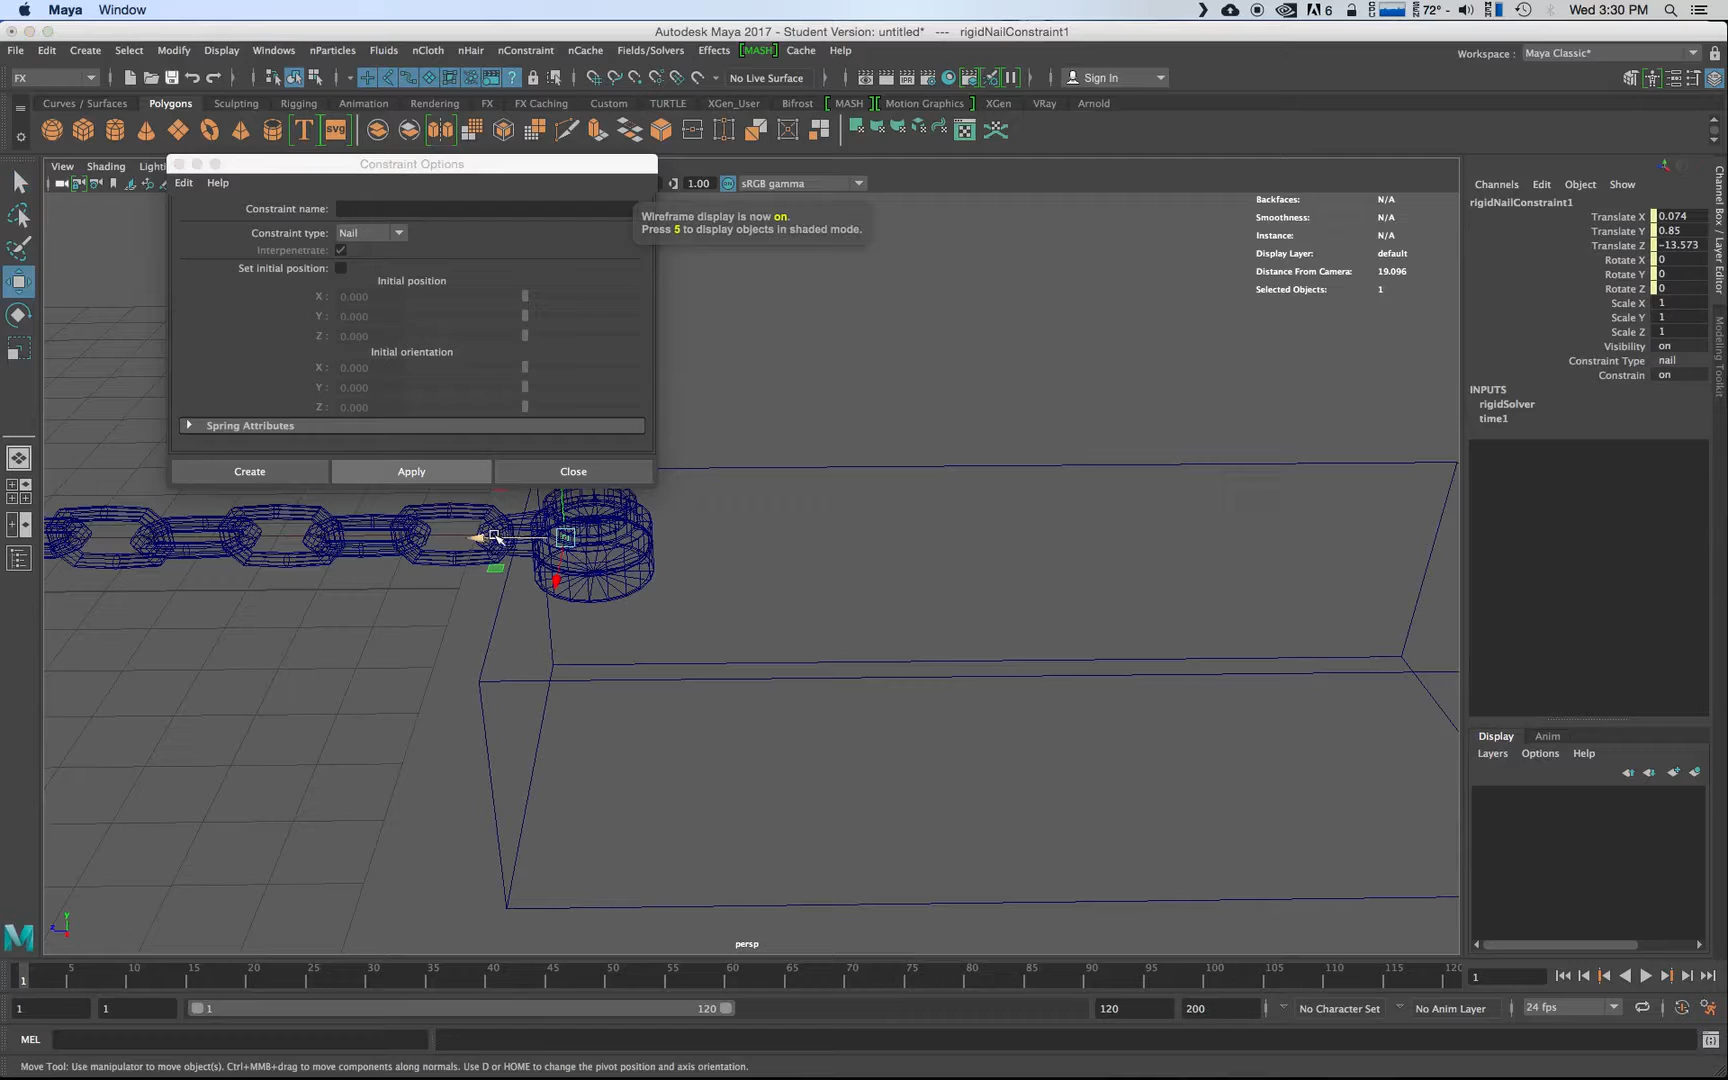 Maya Window
6
72°
Wed 3:30 PM
Autodesk Maya 2017 - Student Version: untitled* --- rigidNailConstraint1
File Edit Create Select Modify Display Windows nParticles Fluids nCloth nHair nConstraint nCache Fields/Solvers Effects [MASH] Cache Help
Workspace : Maya Classic*
FX
No Live Surface
Sign In
Curves / Surfaces Polygons Sculpting Rigging Animation Rendering FX FX Caching Custom TURTLE XGen_User Bifrost MASH Motion Graphics XGen VRay Arnold
T svg
View Shading Lighti
Constraint Options
Edit Help
1.00 sRGB gamma
Constraint name:
Constraint type: Nail
Interpenetrate:
Set initial position:
Initial position
X : 0.000
Y : 0.000
Z : 0.000
Initial orientation
X : 0.000
Y : 0.000
Z : 0.000
Spring Attributes
Create Apply Close
Wireframe display is now on.
Press 5 to display objects in shaded mode.
Backfaces: N/A
Smoothness: N/A
Instance: N/A
Display Layer: default
Distance From Camera: 19.096
Selected Objects: 1
Channels Edit Object Show
rigidNailConstraint1
Translate X 0.074
Translate Y 0.85
Translate Z -13.573
Rotate X 0
Rotate Y 0
Rotate Z 0
Scale X 1
Scale Y 1
Scale Z 1
Visibility on
Constraint Type nail
Constrain on
INPUTS
rigidSolver
time1
Channel Box / Layer Editor
Modeling Toolkit
Display Anim
Layers Options Help
y
z
persp
1 5 10 15 20 25 30 35 40 45 50 55 60 65 70 75 80 85 90 95 100 105 110 115 120
1
1 1 1 120 120 200 No Character Set No Anim Layer 24 fps
MEL
Move Tool: Use manipulator to move object(s). Ctrl+MMB+drag to move components along normals. Use D or HOME to change the pivot position and axis orientation.